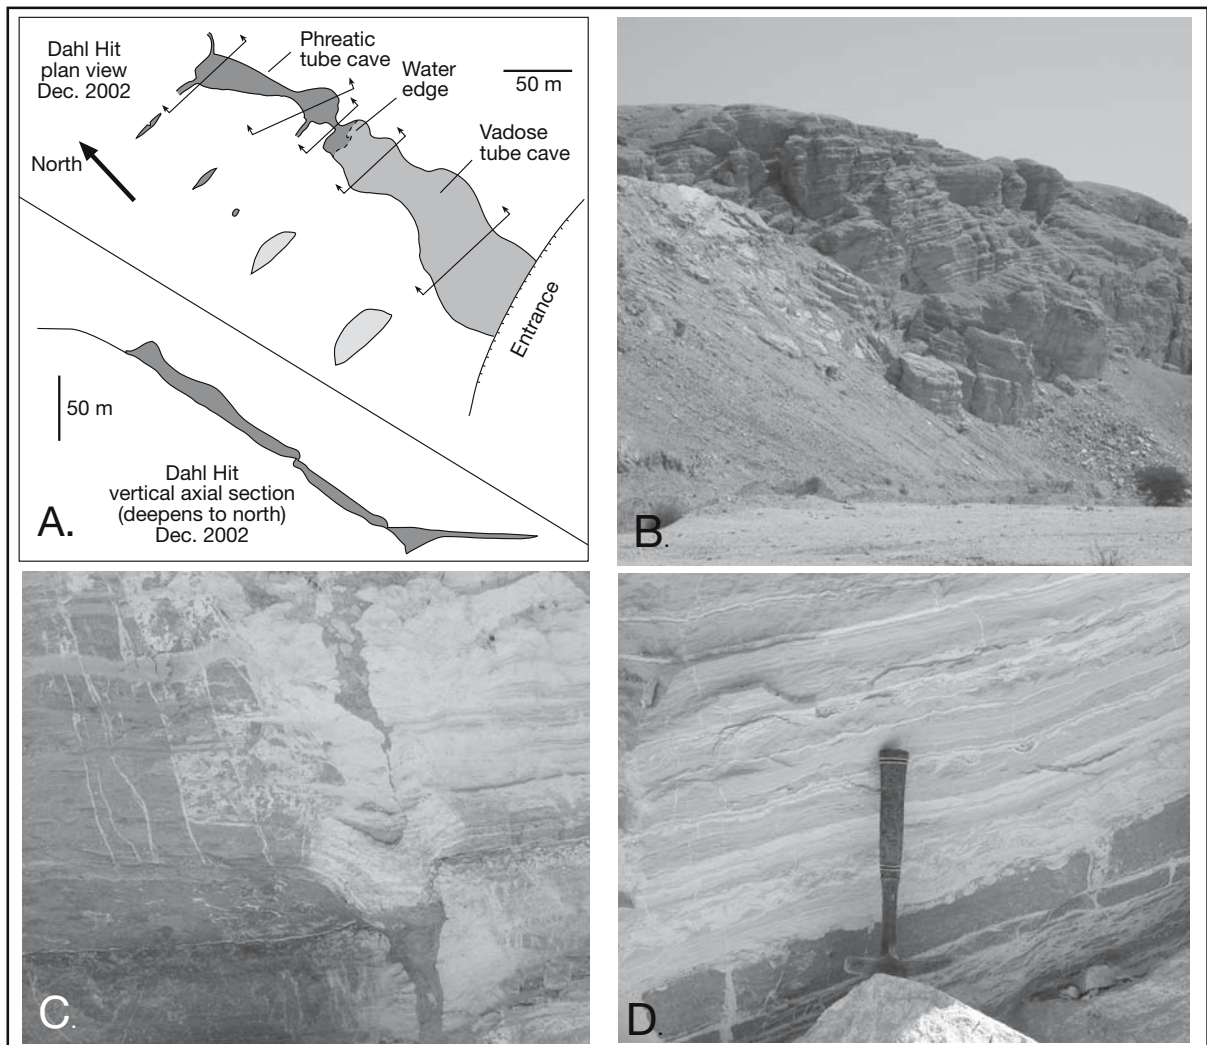 Dahl Hit
plan view
Dec. 2002
Phreatic
tube cave
Water
edge
50 m
Vadose
tube cave
North
Entrance
50 m
Dahl Hit
vertical axial section
(deepens to north)
Dec. 2002
A.
B.
C.
D.